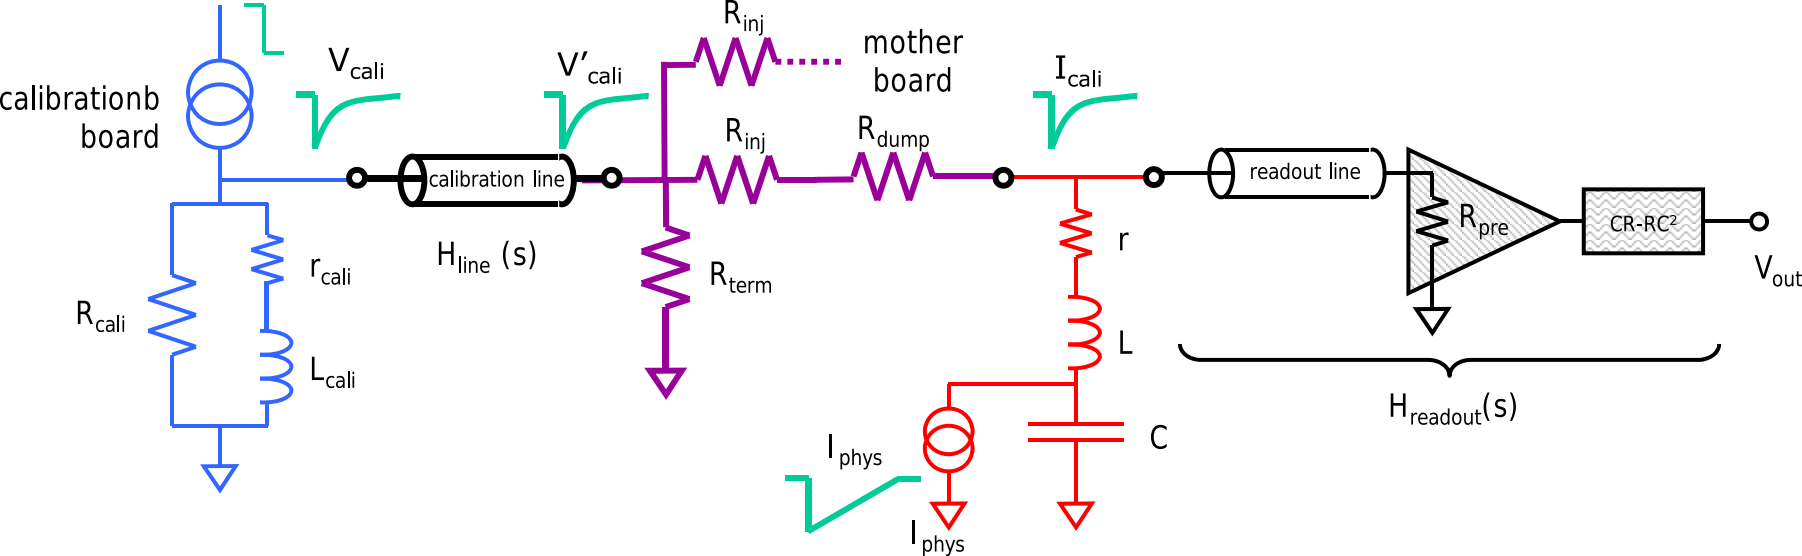 calibrationb
board
V_cali
V'_cali
R_inj
mother
board
I_cali
R_inj
R_dump
calibration line
readout line
R_pre
CR-RC²
V_out
H_line (s)
R_term
r
L
C
R_cali
r_cali
L_cali
H_readout(s)
I_phys
I_phys